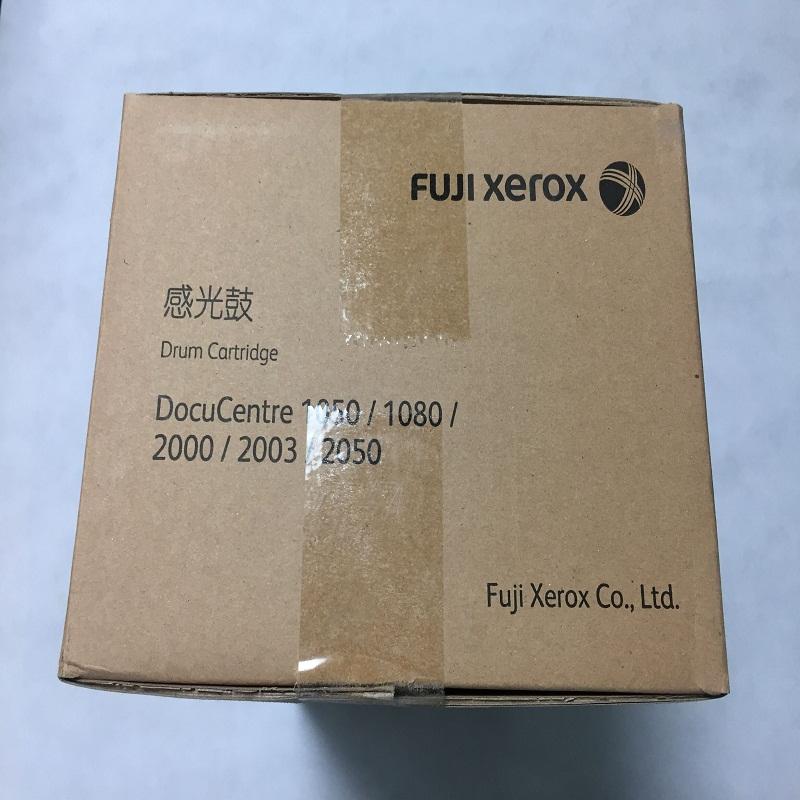 FUJI xerox
感光鼓
Drum Cartridge
DocuCentre 1050 / 1080 /
2000 / 2003 / 2050
Fuji Xerox Co., Ltd.